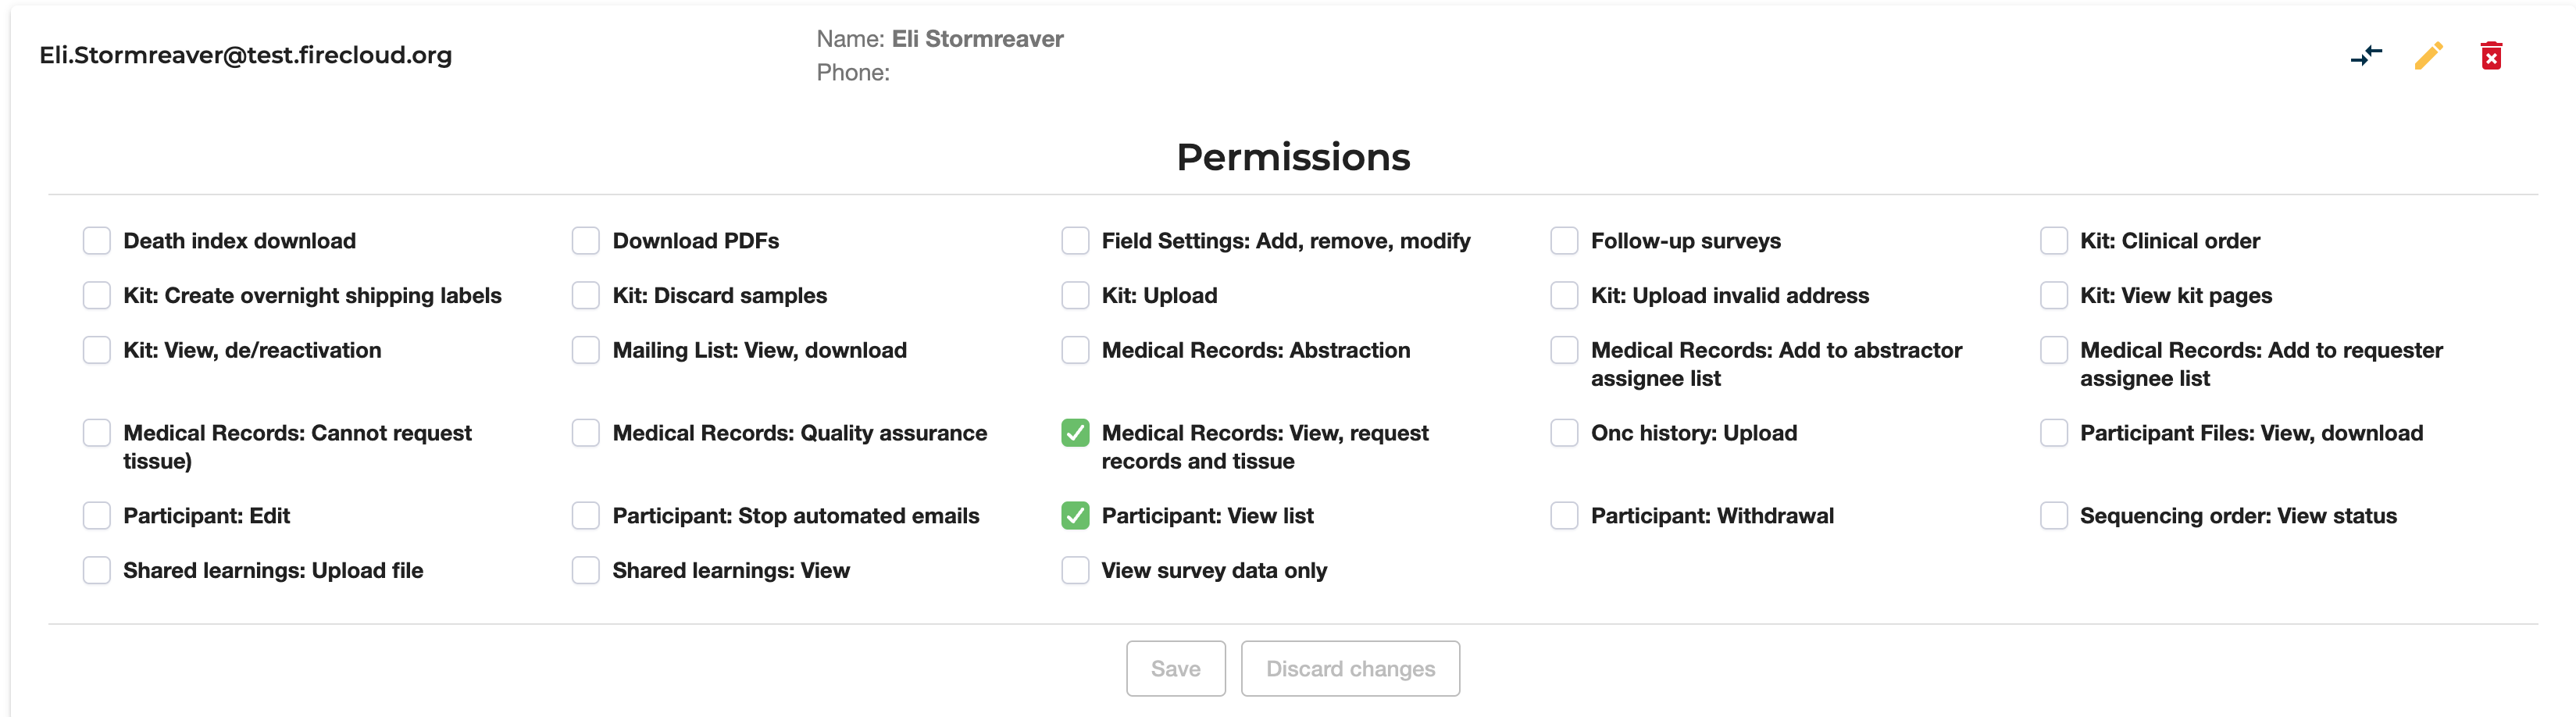 Eli.Stormreaver@test.firecloud.org
Name: Eli Stormreaver
Phone:
Permissions
Death index download
Download PDFs
Field Settings: Add, remove, modify
Follow-up surveys
Kit: Clinical order
Kit: Create overnight shipping labels
Kit: Discard samples
Kit: Upload
Kit: Upload invalid address
Kit: View kit pages
Kit: View, de/reactivation
Mailing List: View, download
Medical Records: Abstraction
Medical Records: Add to abstractor
assignee list
Medical Records: Add to requester
assignee list
Medical Records: Cannot request
tissue)
Medical Records: Quality assurance
Medical Records: View, request
records and tissue
Onc history: Upload
Participant Files: View, download
Participant: Edit
Participant: Stop automated emails
Participant: View list
Participant: Withdrawal
Sequencing order: View status
Shared learnings: Upload file
Shared learnings: View
View survey data only
Save
Discard changes